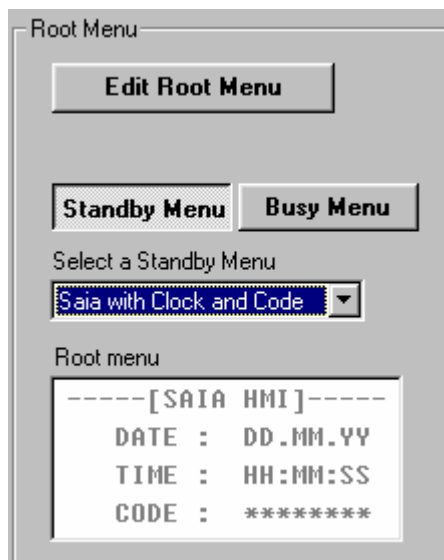 Root Menu
Edit Root Menu
Standby Menu Busy Menu
Select a Standby Menu
Saia with Clock and Code
Root menu
-----[SAIA HMI]-----
DATE : DD.MM.YY
TIME : HH:MM:SS
CODE : ********